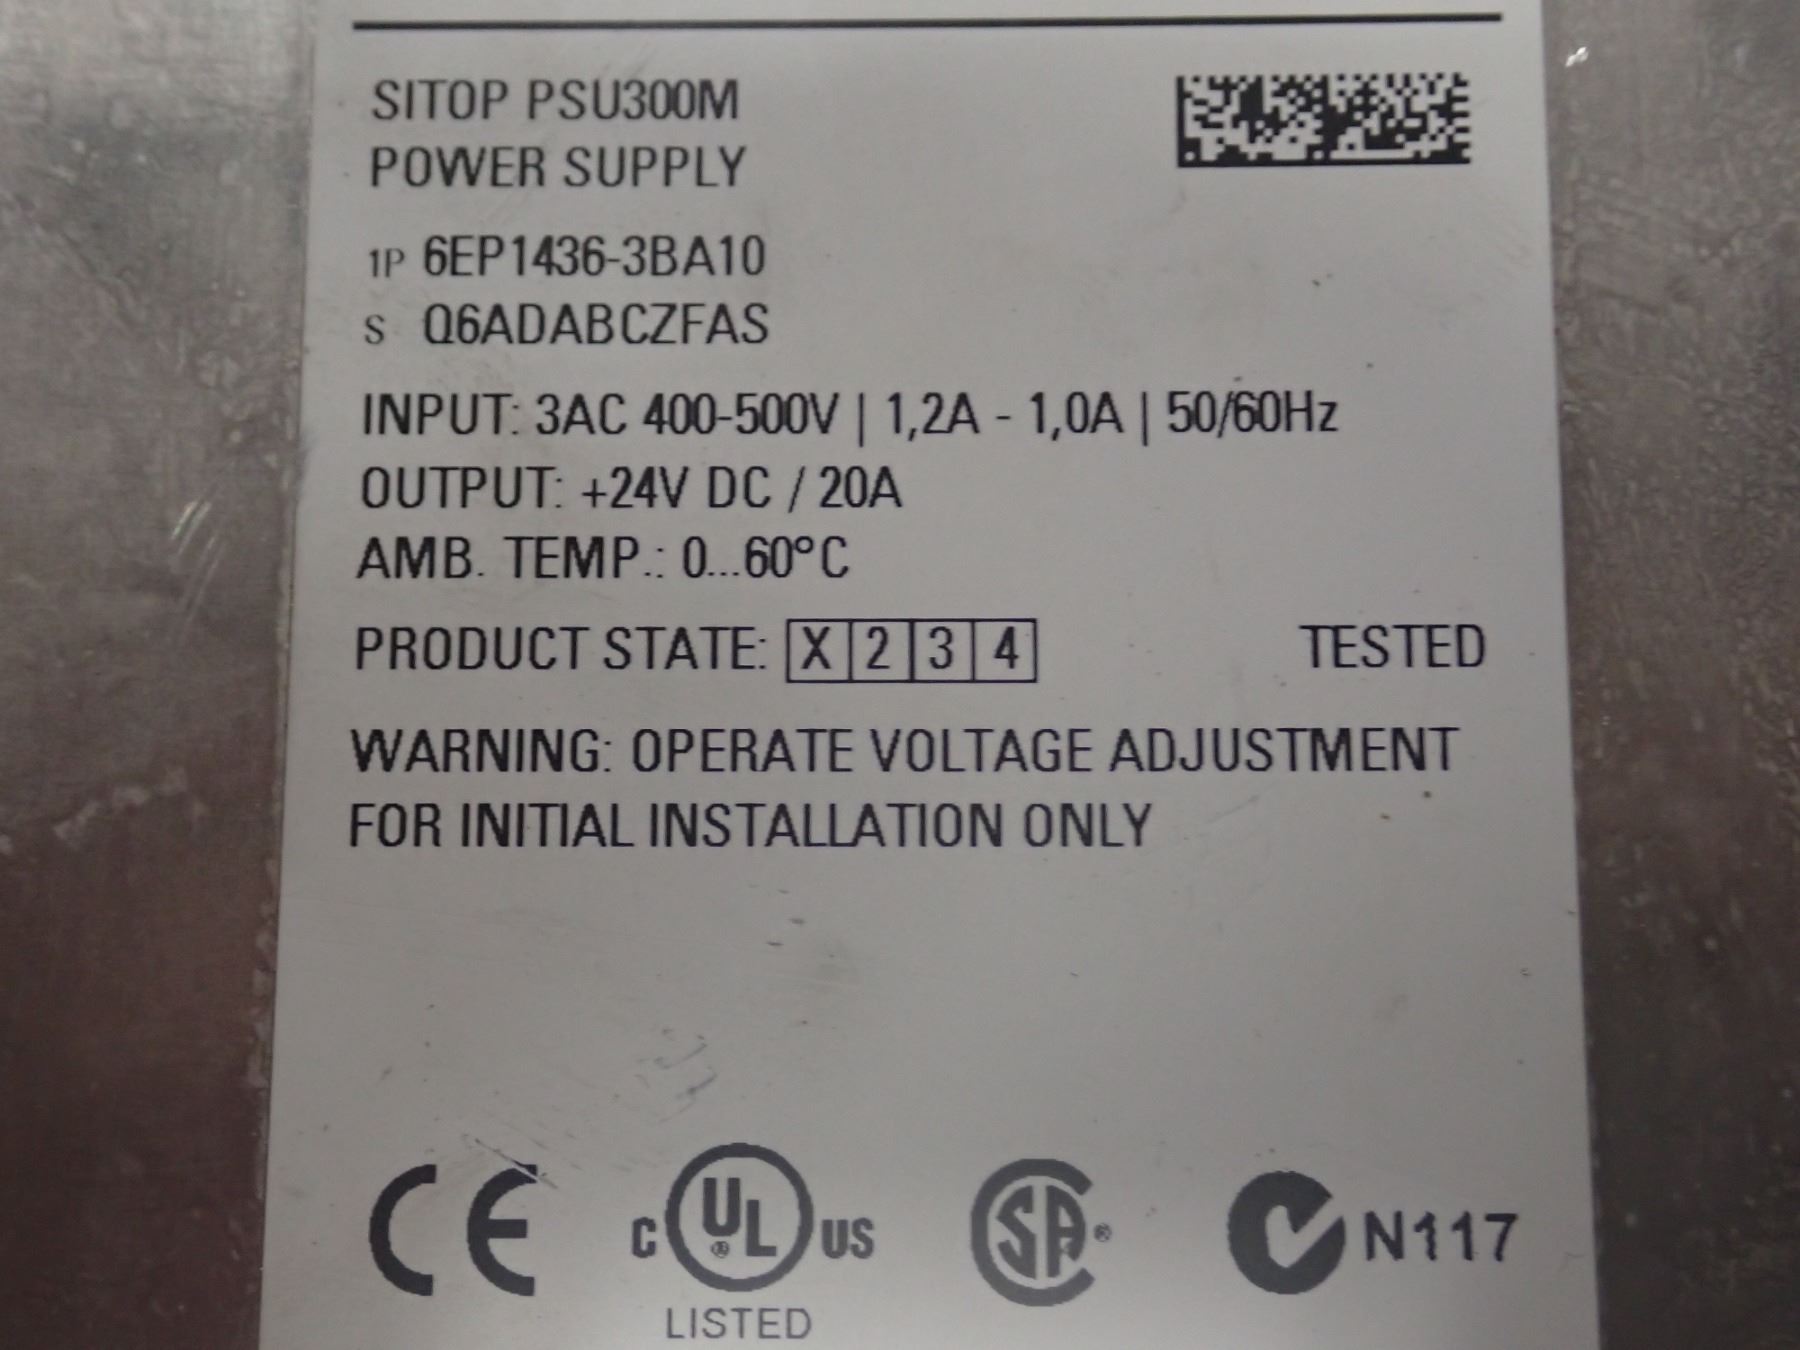 SITOP PSU300M
POWER SUPPLY
1P 6EP1436-3BA10
S Q6ADABCZFAS
INPUT: 3AC 400-500V | 1,2A - 1,0A | 50/60Hz
OUTPUT: +24V DC / 20A
AMB. TEMP.: 0...60°C
PRODUCT STATE: X 2 3 4 TESTED
WARNING: OPERATE VOLTAGE ADJUSTMENT
FOR INITIAL INSTALLATION ONLY
CE C UL ® US SA ® N117
LISTED